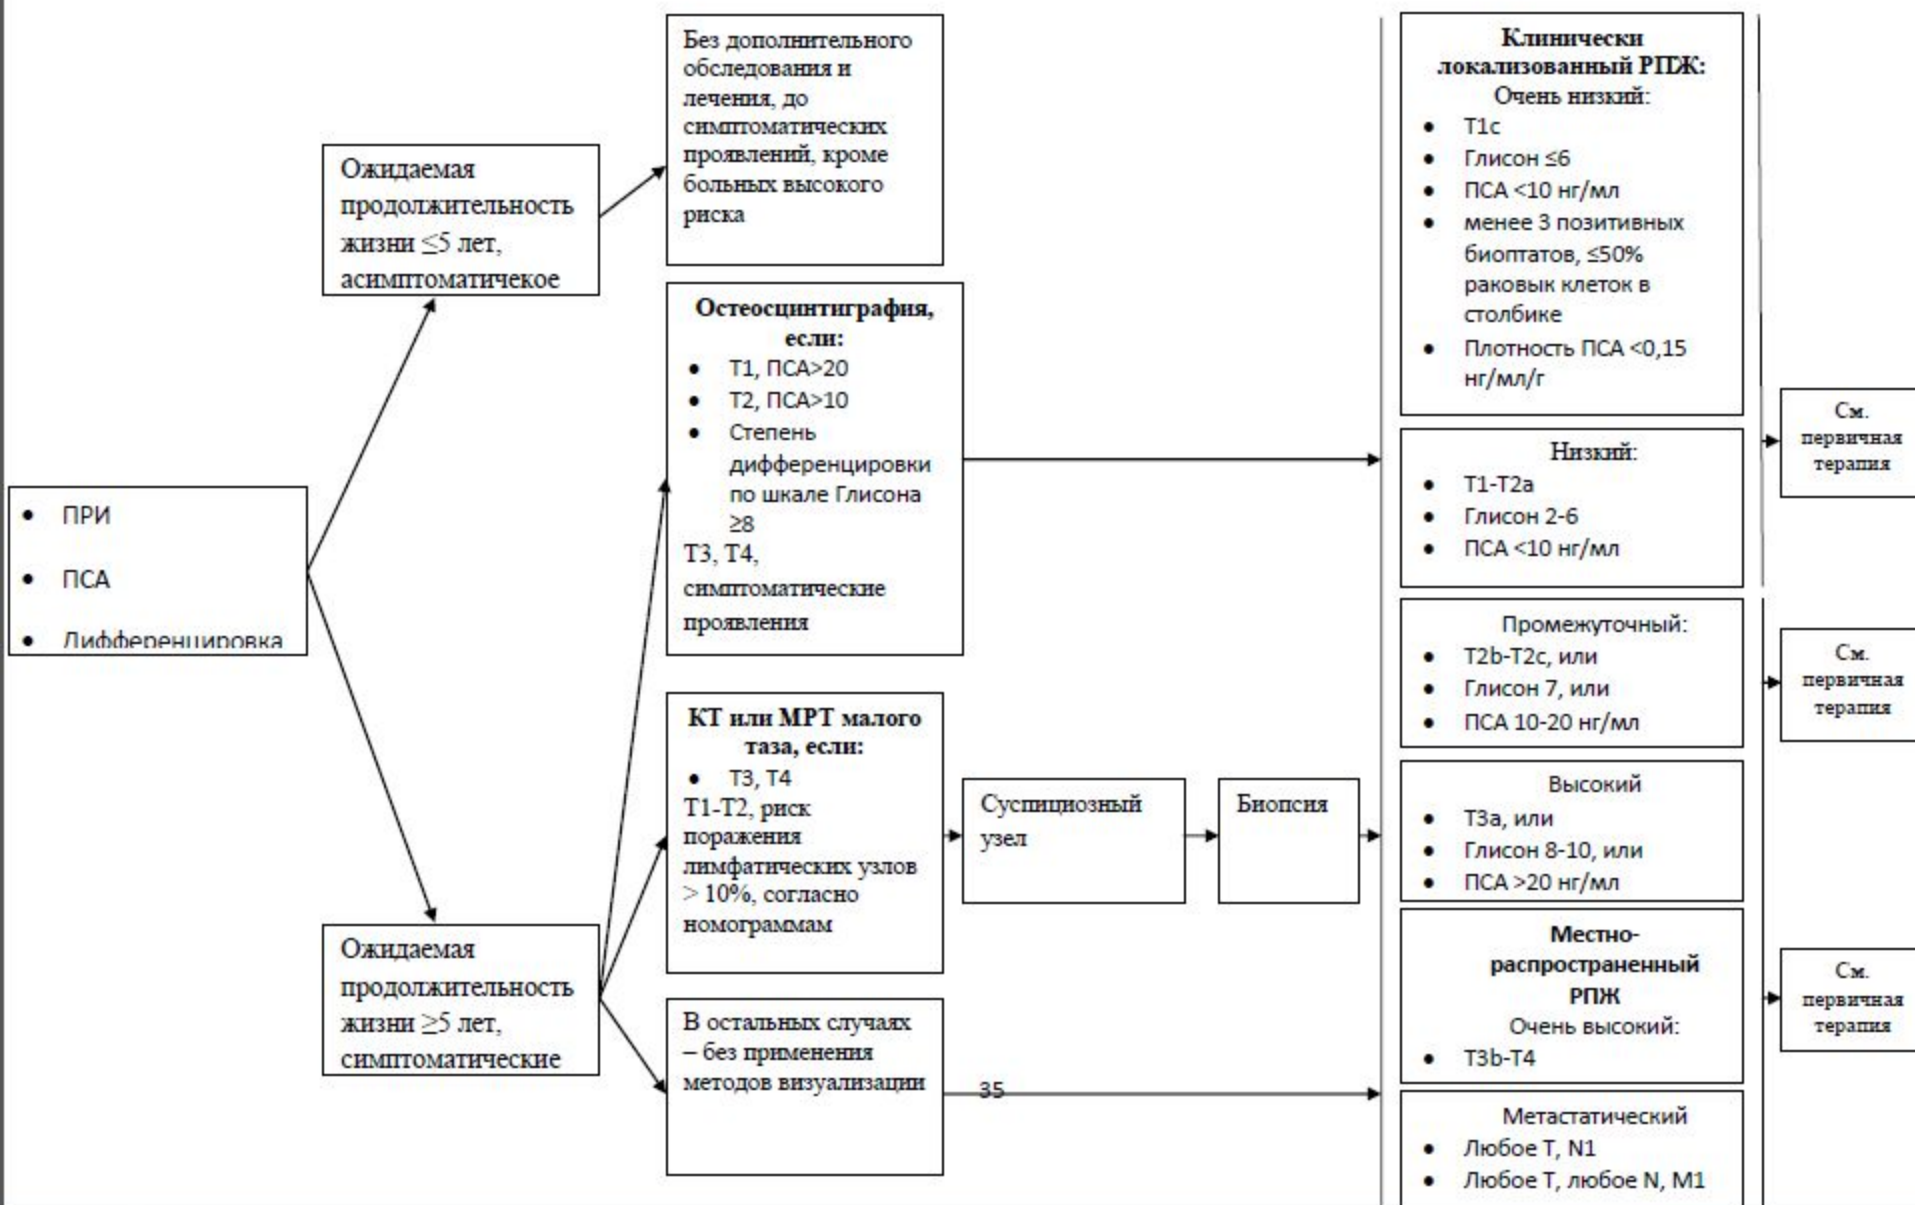 ПРИ
ПСА
Дифференцировка
Ожидаемая
продолжительность
жизни ≤5 лет,
асимптоматичекое
Ожидаемая
продолжительность
жизни ≥5 лет,
симптоматические
Без дополнительного
обследования и
лечения, до
симптоматических
проявлений, кроме
больных высокого
риска
Остеосцинтиграфия,
если:
Т1, ПСА>20
Т2, ПСА>10
Степень
дифференцировки
по шкале Глисона
≥8
Т3, Т4,
симптоматические
проявления
КТ или МРТ малого
таза, если:
Т3, Т4
Т1-Т2, риск
поражения
лимфатических узлов
> 10%, согласно
номограммам
В остальных случаях
– без применения
методов визуализации
35
Суспициозный
узел
Биопсия
Клинически
локализованный РПЖ:
Очень низкий:
T1c
Глисон ≤6
ПСА <10 нг/мл
менее 3 позитивных
биоптатов, ≤50%
раковык клеток в
столбике
Плотность ПСА <0,15
нг/мл/г
Низкий:
Т1-Т2а
Глисон 2-6
ПСА <10 нг/мл
Промежуточный:
T2b-T2c, или
Глисон 7, или
ПСА 10-20 нг/мл
Высокий
Т3а, или
Глисон 8-10, или
ПСА >20 нг/мл
Местно-
распространенный
РПЖ
Очень высокий:
T3b-T4
Метастатический
Любое Т, N1
Любое Т, любое N, М1
См.
первичная
терапия
См.
первичная
терапия
См.
первичная
терапия